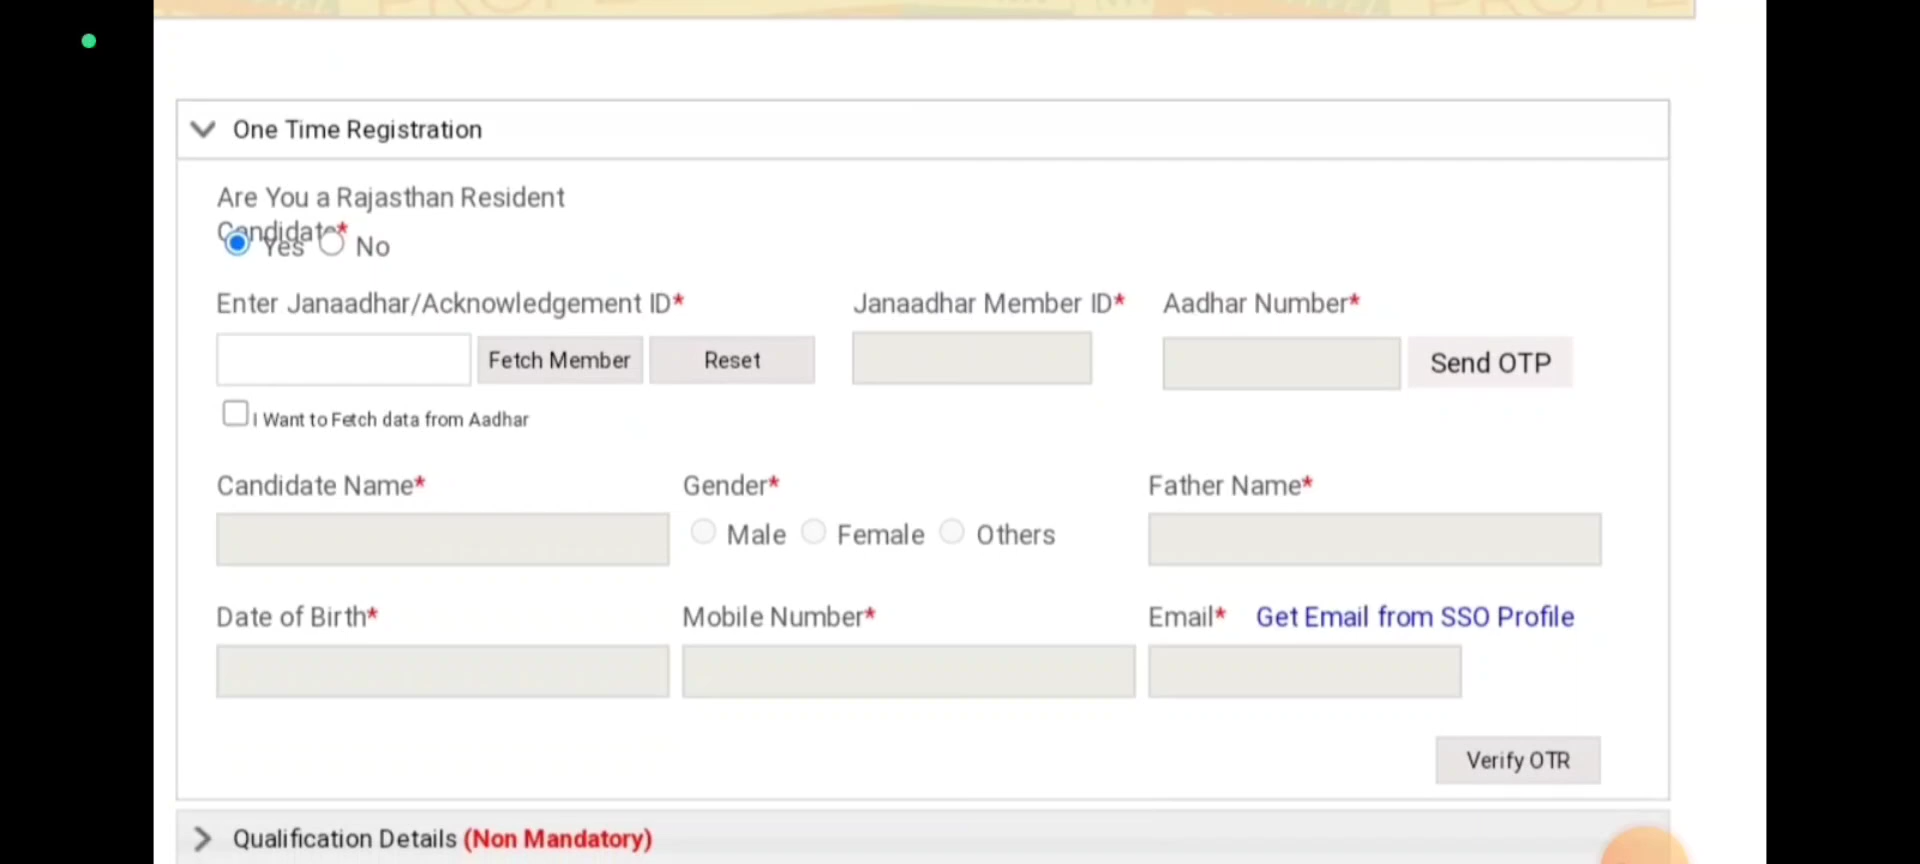 One Time Registration
Are You a Rajasthan Resident
Candidate*
Yes No
Enter Janaadhar/Acknowledgement ID* Janaadhar Member ID* Aadhar Number*
Fetch Member Reset Send OTP
I Want to Fetch data from Aadhar
Candidate Name* Gender* Father Name*
Male Female Others
Date of Birth* Mobile Number* Email* Get Email from SSO Profile
Verify OTR
Qualification Details (Non Mandatory)